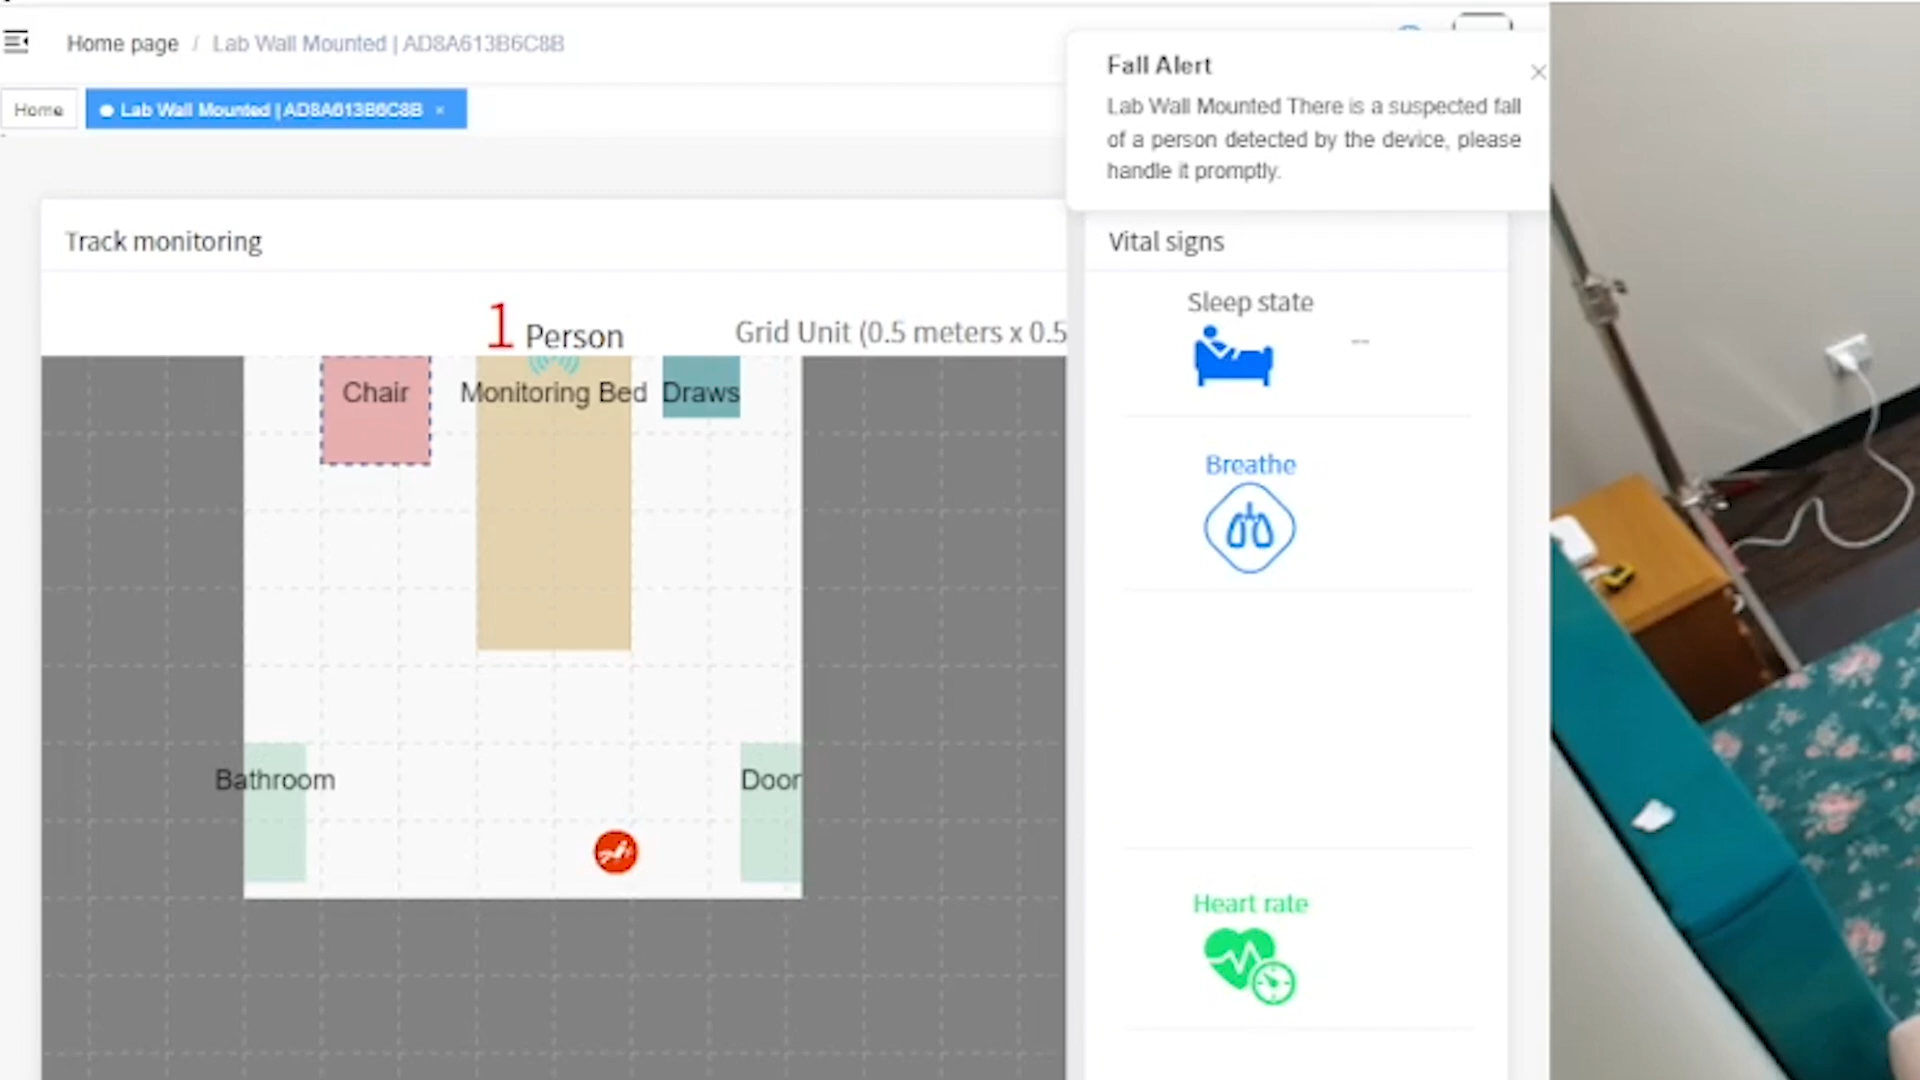 Home page / Lab Wall Mounted | AD8A613B6C8B
Home
Lab Wall Mounted | AD8A613B6C8B ×
Fall Alert
Lab Wall Mounted There is a suspected fall
of a person detected by the device, please
handle it promptly.
Track monitoring
1 Person
Grid Unit (0.5 meters x 0.5
Chair
Monitoring Bed
Draws
Bathroom
Door
Vital signs
Sleep state
--
Breathe
Heart rate